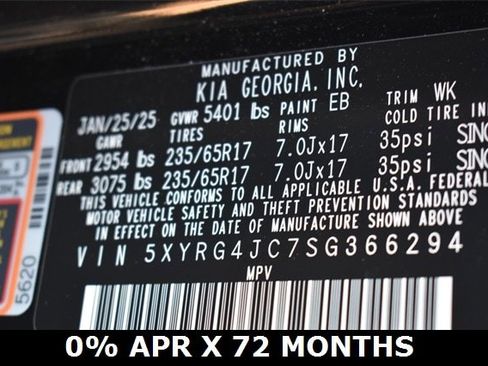 MANUFACTURED BY
KIA GEORGIA, INC.
JAN/25/25 GVWR 5401 lbs PAINT EB TRIM WK
GAWR TIRES RIMS COLD TIRE
FRONT 2954 lbs 235/65R17 7.0Jx17 35psi
REAR 3075 lbs 235/65R17 7.0Jx17 35psi
THIS VEHICLE CONFORMS TO ALL APPLICABLE U.S.A. FEDERAL
MOTOR VEHICLE SAFETY AND THEFT PREVENTION STANDARDS
IN EFFECT ON THE DATE OF MANUFACTURE SHOWN ABOVE
VIN 5XYRG4JC7SG366294
MPV
5620
0% APR X 72 MONTHS